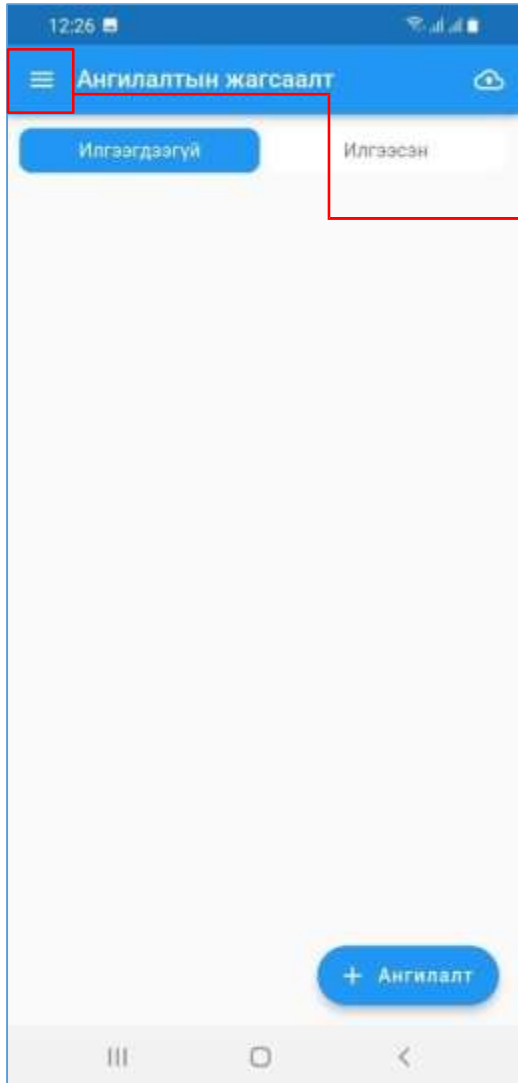 12:26
Ангилалтын жагсаалт
Илгээгдээгүй Илгээсэн
+ Ангилалт